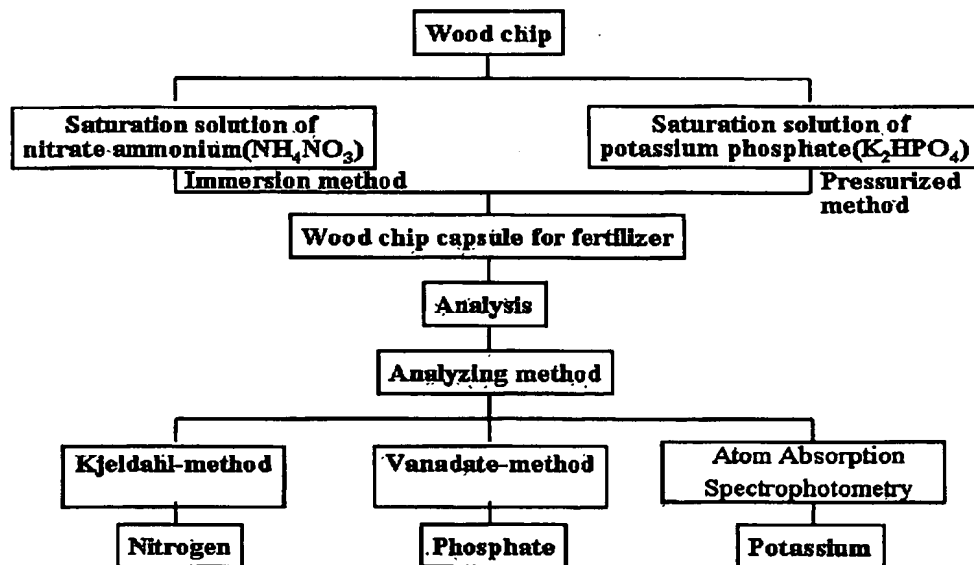 Wood chip
Saturation solution of
nitrate-ammonium(NH₄NO₃)
Saturation solution of
potassium phosphate(K₂HPO₄)
Immersion method
Pressurized
method
Wood chip capsule for fertilizer
Analysis
Analyzing method
Kjeldahl-method
Vanadate-method
Atom Absorption
Spectrophotometry
Nitrogen
Phosphate
Potassium